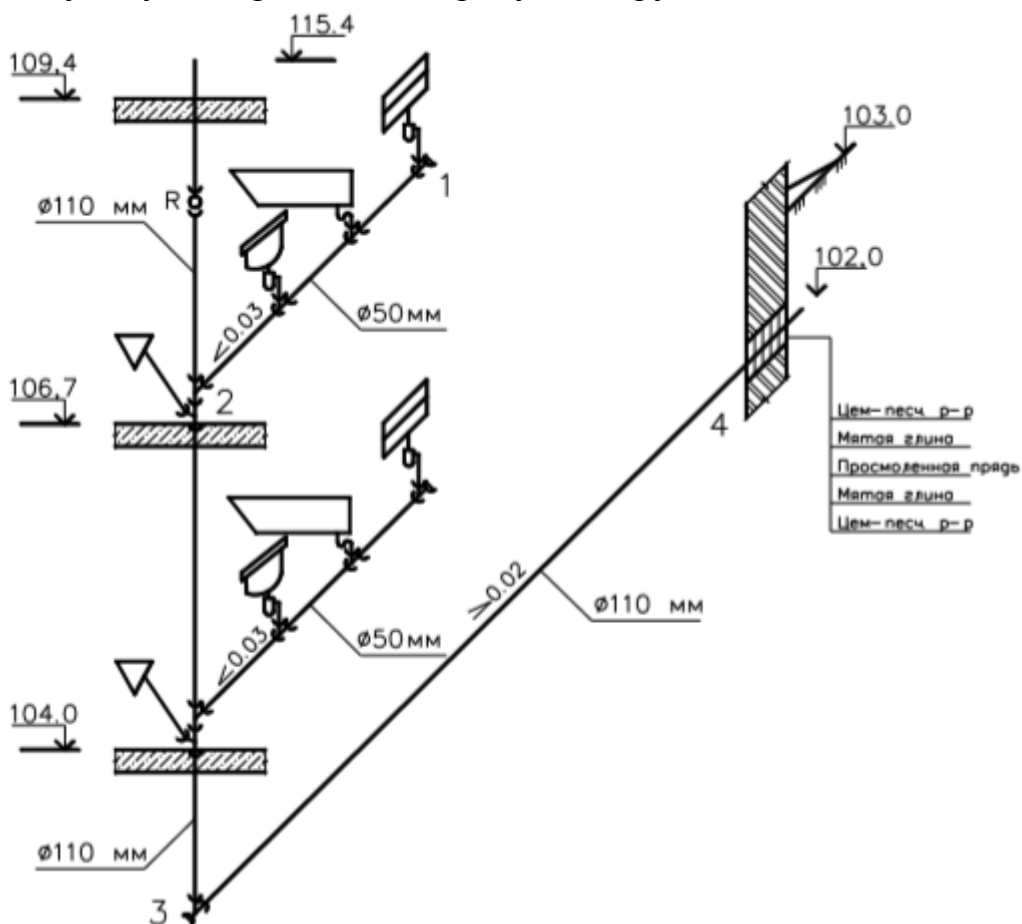 115.4
109,4
103.0
1
R
ø110 мм
102,0
ø50мм
<0.03
106,7
2
4
Цем-песч. р-р
Мятая глина
Просмоленная прядь
Мятая глина
Цем-песч. р-р
≥0.02
ø110 мм
<0.03
ø50мм
104.0
ø110 мм
3